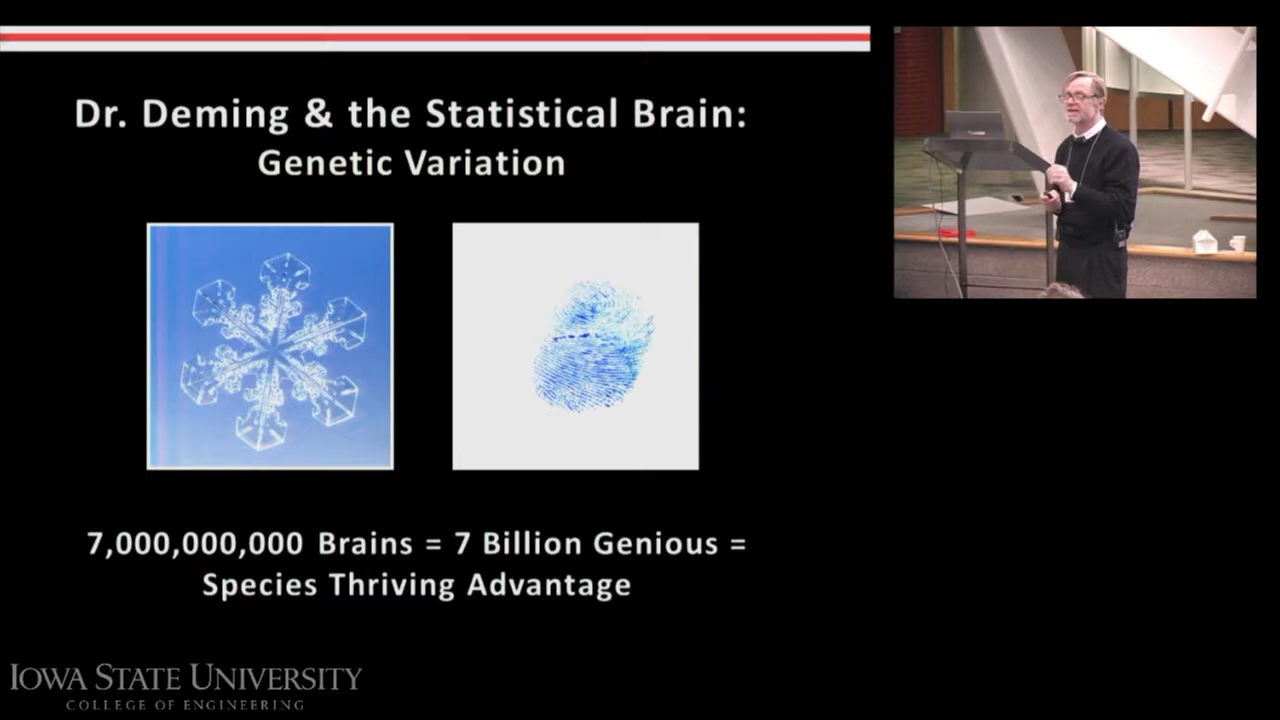 Dr. Deming & the Statistical Brain:
Genetic Variation
7,000,000,000 Brains = 7 Billion Genious =
Species Thriving Advantage
IOWA STATE UNIVERSITY
COLLEGE OF ENGINEERING